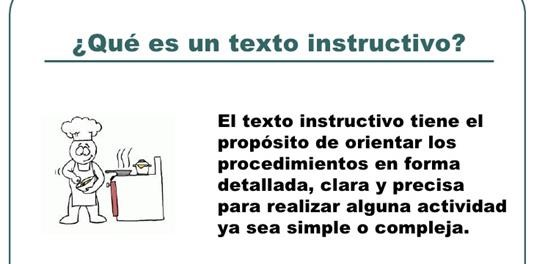 ¿Qué es un texto instructivo?
El texto instructivo tiene el
propósito de orientar los
procedimientos en forma
detallada, clara y precisa
para realizar alguna actividad
ya sea simple o compleja.